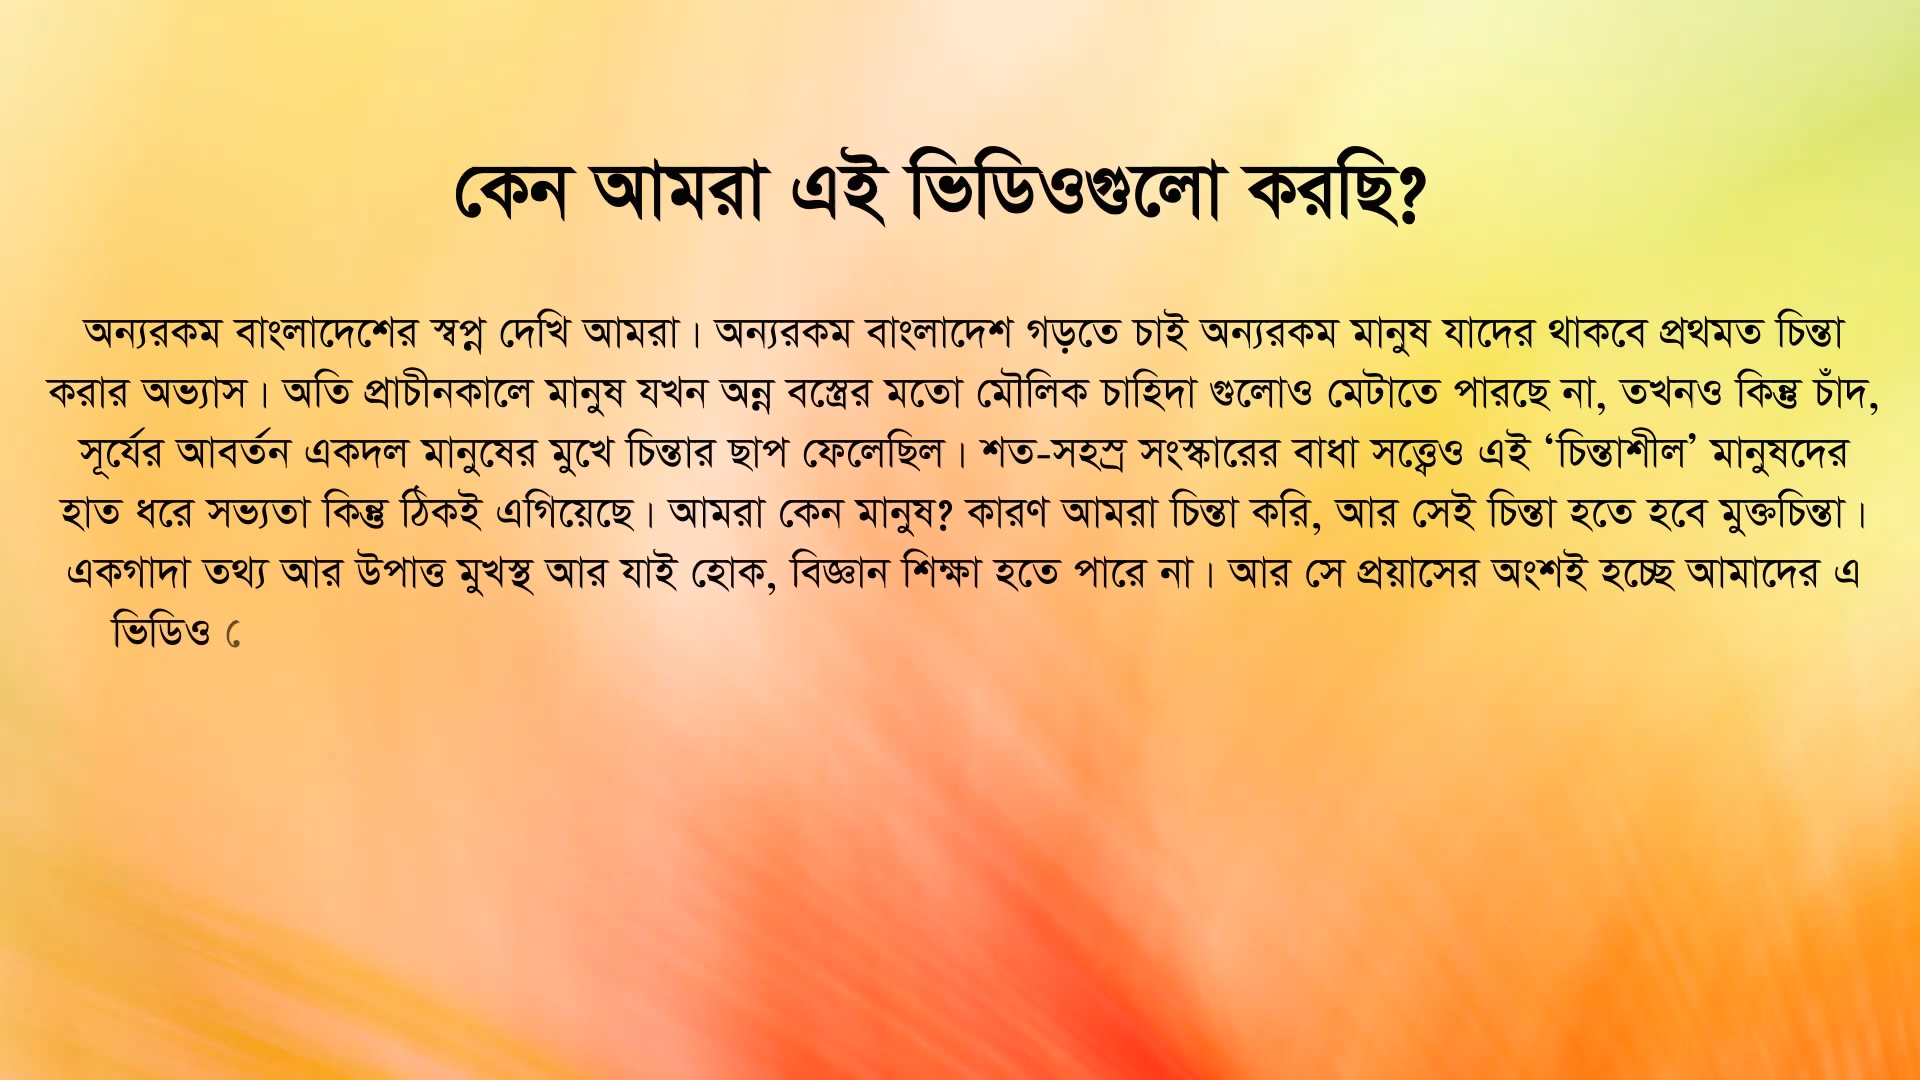 কেন আমরা এই ভিডিওগুলো করছি?
অন্যরকম বাংলাদেশের স্বপ্ন দেখি আমরা। অন্যরকম বাংলাদেশ গড়তে চাই অন্যরকম মানুষ যাদের থাকবে প্রথমত চিন্তা
করার অভ্যাস। অতি প্রাচীনকালে মানুষ যখন অন্ন বস্ত্রের মতো মৌলিক চাহিদা গুলোও মেটাতে পারছে না, তখনও কিন্তু চাঁদ,
সূর্যের আবর্তন একদল মানুষের মুখে চিন্তার ছাপ ফেলেছিল। শত-সহস্র সংস্কারের বাধা সত্ত্বেও এই ‘চিন্তাশীল’ মানুষদের
হাত ধরে সভ্যতা কিন্তু ঠিকই এগিয়েছে। আমরা কেন মানুষ? কারণ আমরা চিন্তা করি, আর সেই চিন্তা হতে হবে মুক্তচিন্তা।
একগাদা তথ্য আর উপাত্ত মুখস্থ আর যাই হোক, বিজ্ঞান শিক্ষা হতে পারে না। আর সে প্রয়াসের অংশই হচ্ছে আমাদের এ
ভিডিও